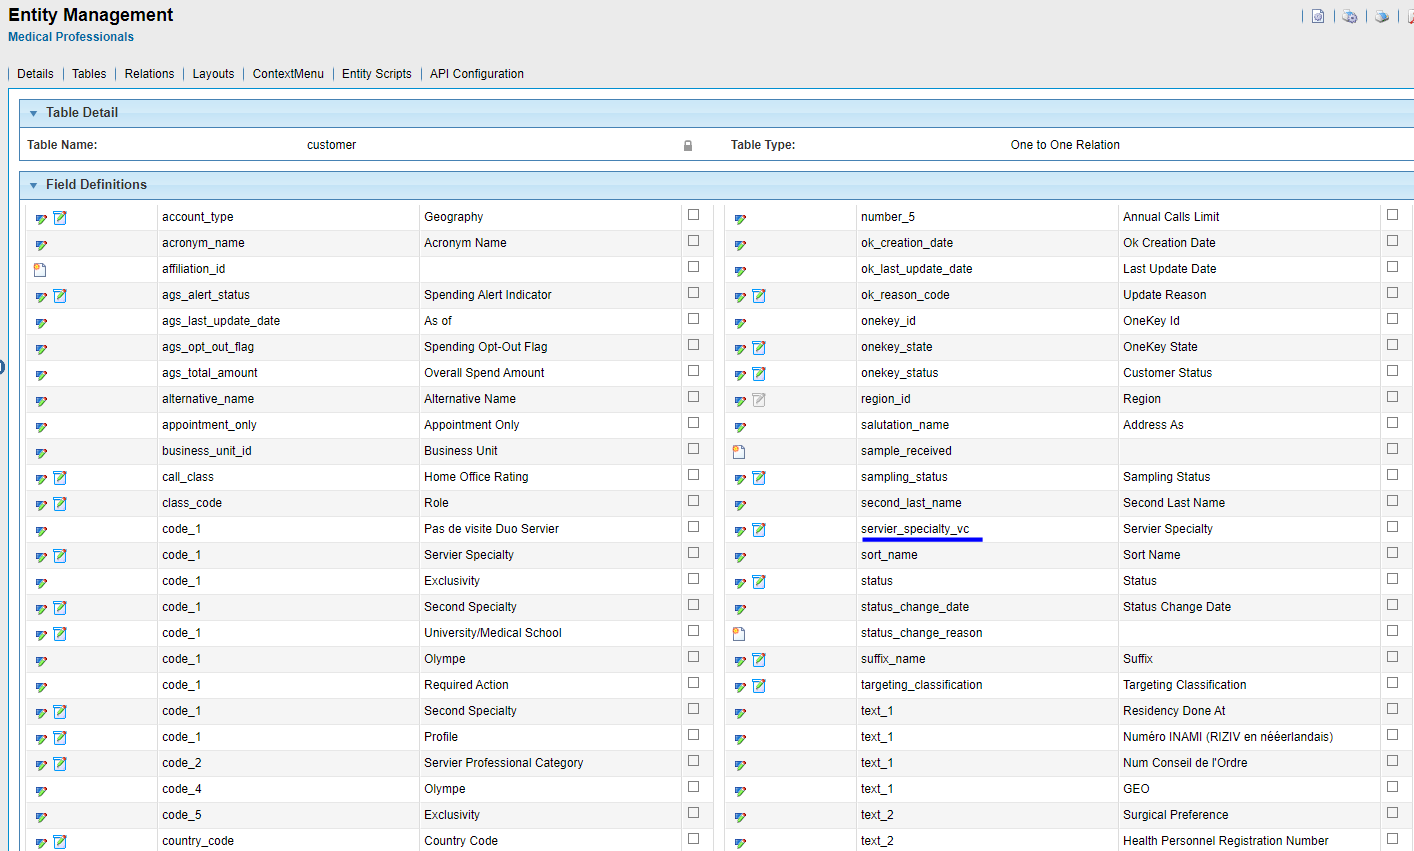 Entity Management
Medical Professionals
Details Tables Relations Layouts ContextMenu Entity Scripts API Configuration
Table Detail
Table Name: customer Table Type: One to One Relation
Field Definitions
account_type Geography number_5 Annual Calls Limit
acronym_name Acronym Name ok_creation_date Ok Creation Date
affiliation_id ok_last_update_date Last Update Date
ags_alert_status Spending Alert Indicator ok_reason_code Update Reason
ags_last_update_date As of onekey_id OneKey Id
ags_opt_out_flag Spending Opt-Out Flag onekey_state OneKey State
ags_total_amount Overall Spend Amount onekey_status Customer Status
alternative_name Alternative Name region_id Region
appointment_only Appointment Only salutation_name Address As
business_unit_id Business Unit sample_received
call_class Home Office Rating sampling_status Sampling Status
class_code Role second_last_name Second Last Name
code_1 Pas de visite Duo Servier servier_specialty_vc Servier Specialty
code_1 Servier Specialty sort_name Sort Name
code_1 Exclusivity status Status
code_1 Second Specialty status_change_date Status Change Date
code_1 University/Medical School status_change_reason
code_1 Olympe suffix_name Suffix
code_1 Required Action targeting_classification Targeting Classification
code_1 Second Specialty text_1 Residency Done At
code_1 Profile text_1 Numéro INAMI (RIZIV en nééerlandais)
code_2 Servier Professional Category text_1 Num Conseil de l'Ordre
code_4 Olympe text_1 GEO
code_5 Exclusivity text_2 Surgical Preference
country_code Country Code text_2 Health Personnel Registration Number